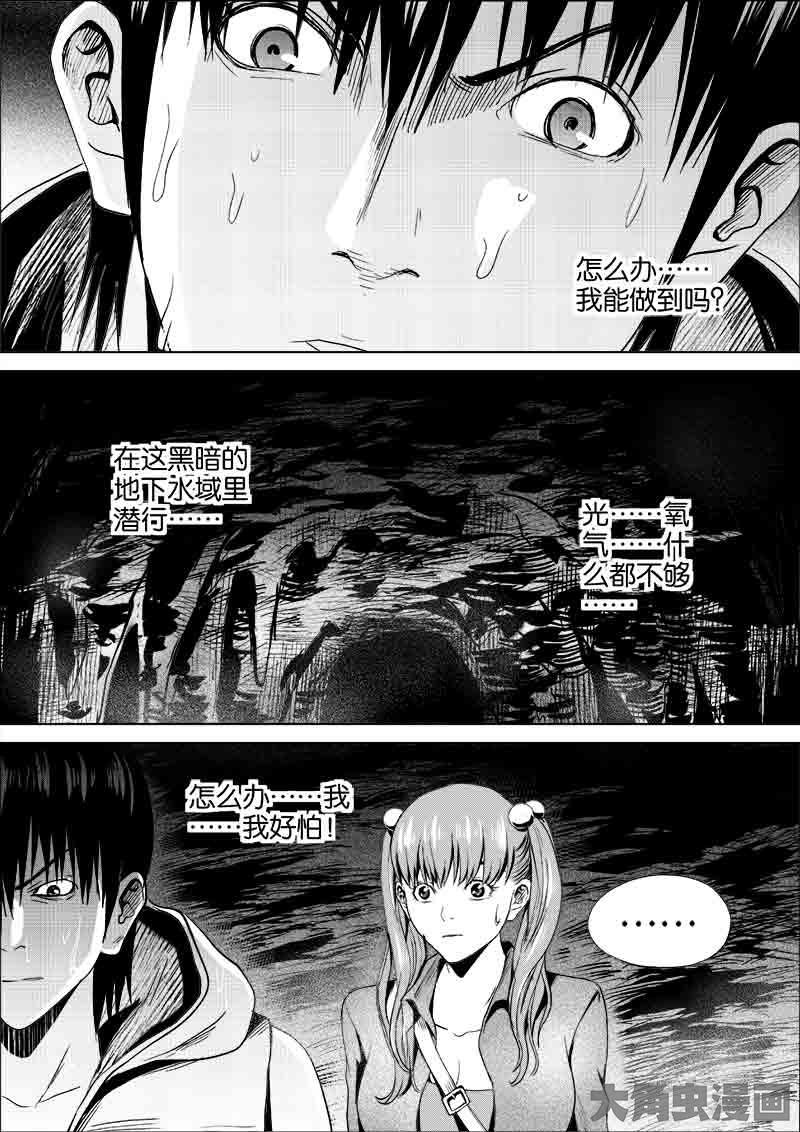 怎么办……
我能做到吗？
在这黑暗的
地下水域里
潜行……
光……氧
气……什
么都不够
……
怎么办……我
……我好怕！
……
大角虫漫画